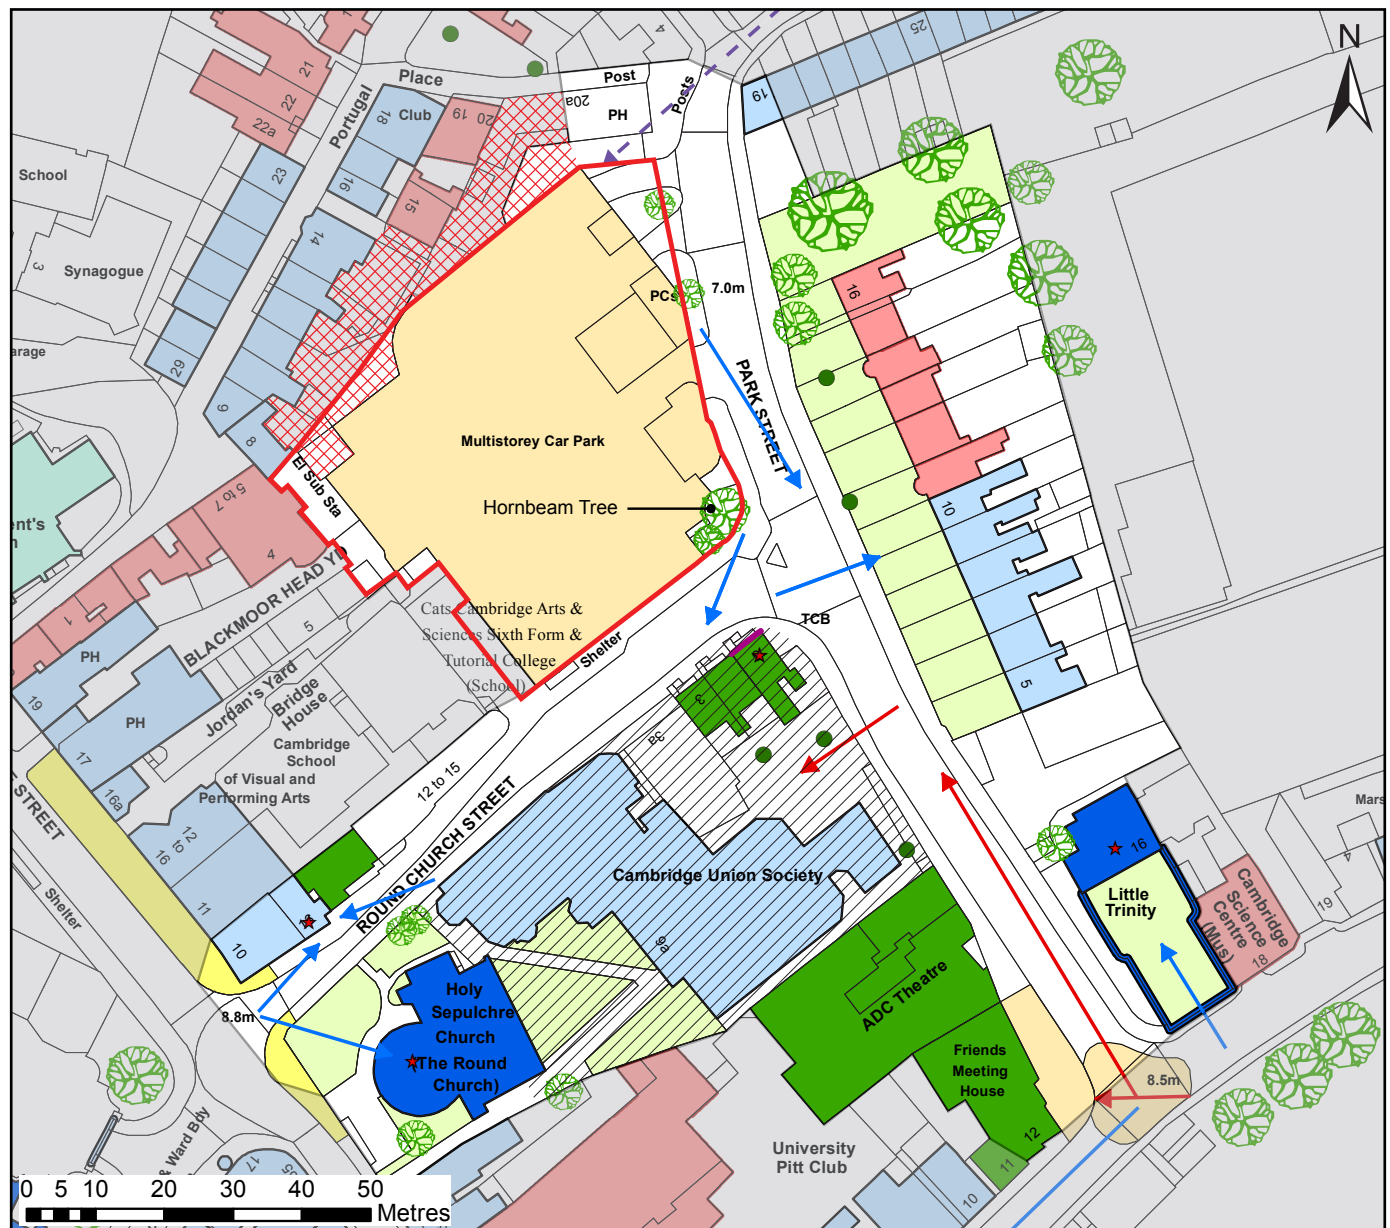 4
25
N
Place
Post
20a
PH
Posts
19
21
22
22a
Portugal
18
Club
19
20
16
15
School
23
14
Synagogue
3
16
PCs
7.0m
arage
29
9
8
PARK STREET
Multistorey Car Park
5 to 7
El Sub Sta
Hornbeam Tree
10
ent's
4
BLACKMOOR HEAD
1
5
PH
Cats Cambridge Arts &
Sciences Sixth Form &
Tutorial College
(School)
Shelter
TCB
5
19
Jordan's Yard
Bridge
House
3
PH
17
Cambridge
School
of Visual and
Performing Arts
3a
16a
12 to 15
STREET
12
to
16
ROUND CHURCH STREET
Mars
16
4
Cambridge Union Society
Little
Trinity
Cambridge
Science
Centre
(Mus)
18
19
Shelter
11
10
9a
Holy
Sepulchre
Church
(The Round
Church)
8.8m
ADC Theatre
Friends
Meeting
House
12
8.5m
& Ward Bdy
University
Pitt Club
11
10
17
0 5 10 20 30 40 50
Metres